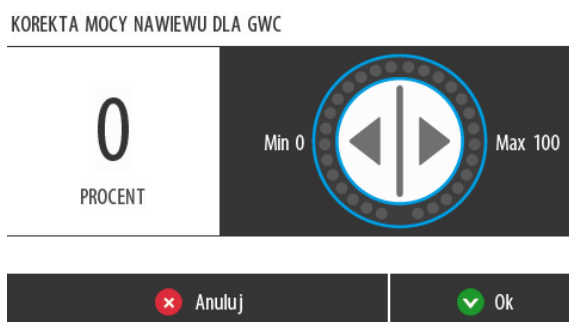 KOREKTA MOCY NAWIEWU DLA GWC
0
PROCENT
Min 0
Max 100
Anuluj
Ok